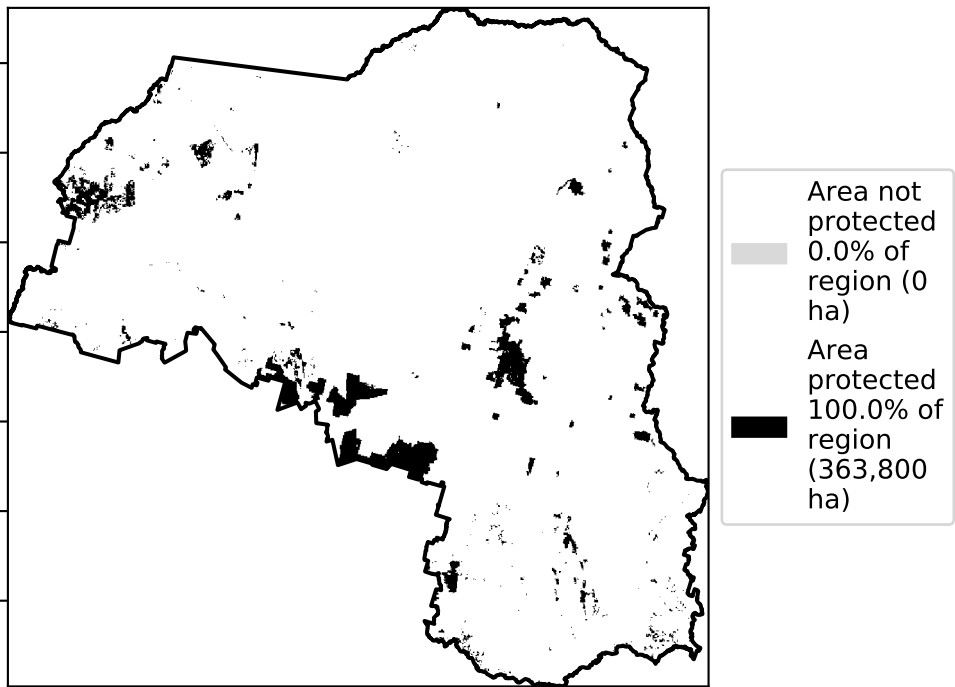 Area not
protected
0.0% of
region (0
ha)
Area
protected
100.0% of
region
(363,800
ha)